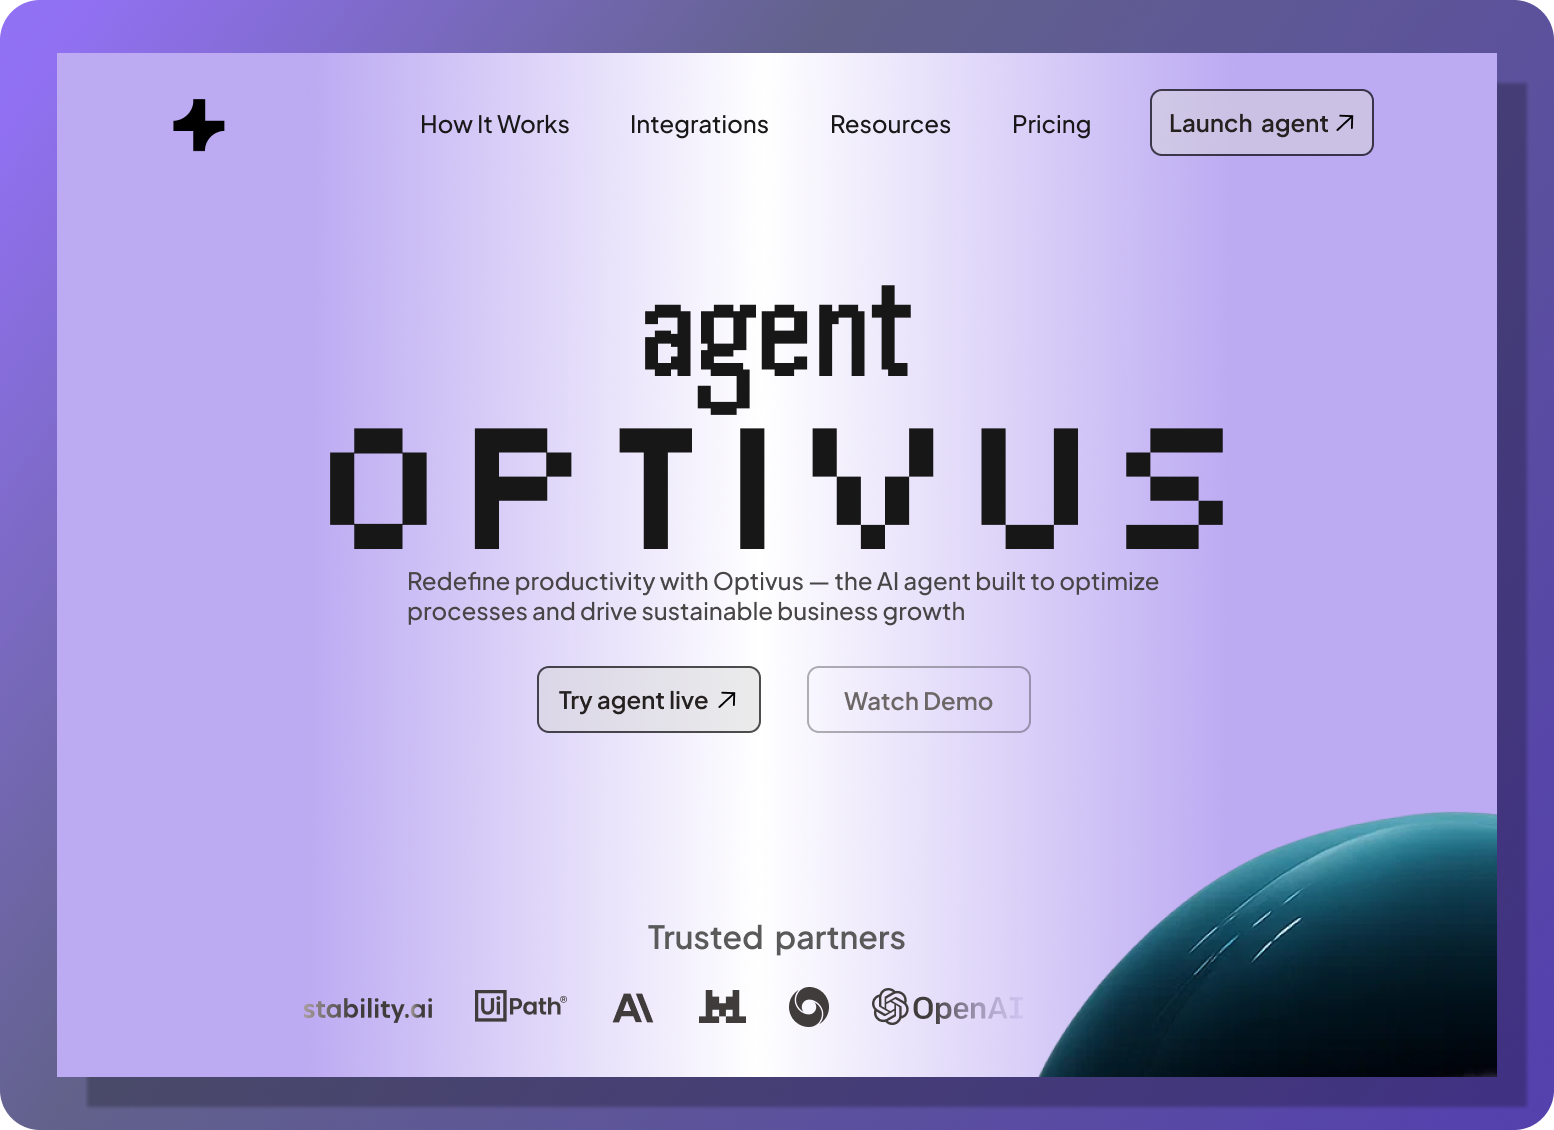 How It Works Integrations Resources Pricing Launch agent
agent
OPTIVUS
Redefine productivity with Optivus — the AI agent built to optimize
processes and drive sustainable business growth
Try agent live Watch Demo
Trusted partners
stability.ai UiPath® A\ OpenAI